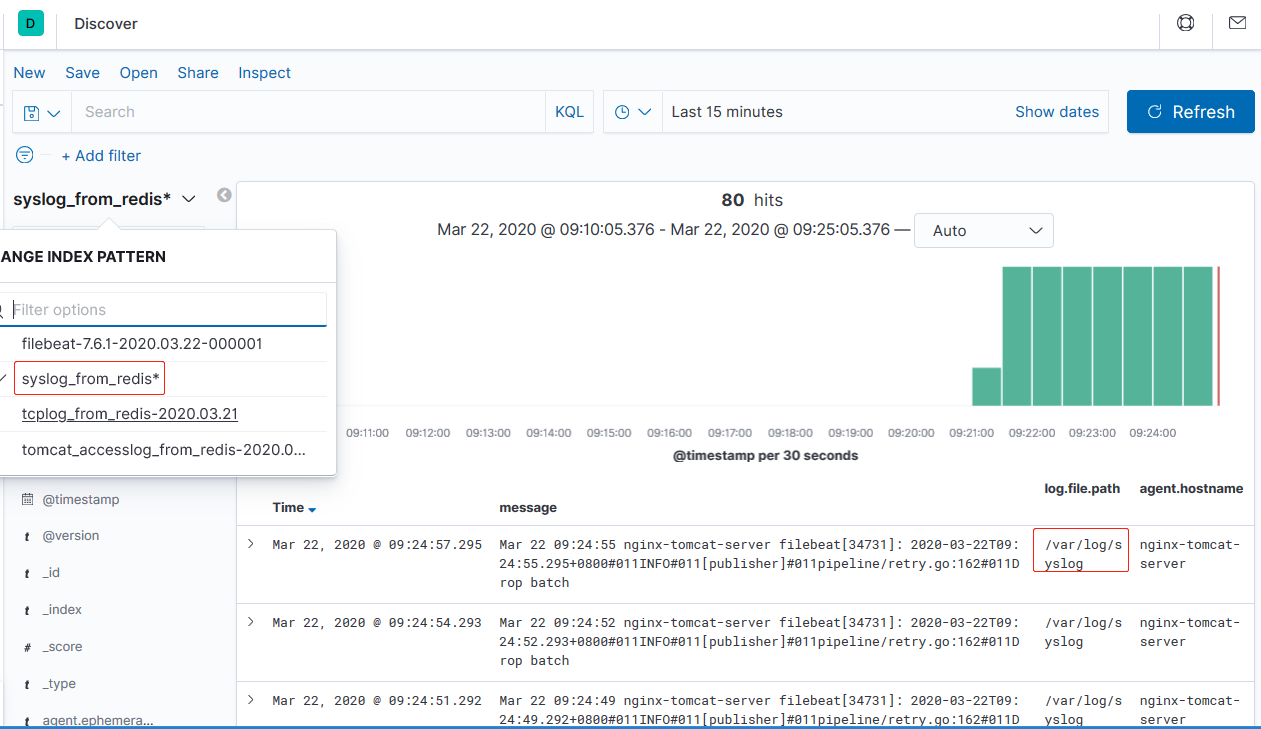 D Discover
New Save Open Share Inspect
Search KQL Last 15 minutes Show dates Refresh
+ Add filter
syslog_from_redis*
80 hits
Mar 22, 2020 @ 09:10:05.376 - Mar 22, 2020 @ 09:25:05.376 — Auto
ANGE INDEX PATTERN
Filter options
filebeat-7.6.1-2020.03.22-000001
syslog_from_redis*
tcplog_from_redis-2020.03.21
tomcat_accesslog_from_redis-2020.0...
09:11:00 09:12:00 09:13:00 09:14:00 09:15:00 09:16:00 09:17:00 09:18:00 09:19:00 09:20:00 09:21:00 09:22:00 09:23:00 09:24:00
@timestamp per 30 seconds
t @timestamp
t @version
t _id
t _index
# _score
t _type
t agent.ephemera...
Time message log.file.path agent.hostname
Mar 22, 2020 @ 09:24:57.295 Mar 22 09:24:55 nginx-tomcat-server filebeat[34731]: 2020-03-22T09: /var/log/s nginx-tomcat-
24:55.295+0800#011INFO#011[publisher]#011pipeline/retry.go:162#011D yslog server
rop batch
Mar 22, 2020 @ 09:24:54.293 Mar 22 09:24:52 nginx-tomcat-server filebeat[34731]: 2020-03-22T09: /var/log/s nginx-tomcat-
24:52.293+0800#011INFO#011[publisher]#011pipeline/retry.go:162#011D yslog server
rop batch
Mar 22, 2020 @ 09:24:51.292 Mar 22 09:24:49 nginx-tomcat-server filebeat[34731]: 2020-03-22T09: /var/log/s nginx-tomcat-
24:49.292+0800#011INFO#011[publisher]#011pipeline/retry.go:162#011D yslog server